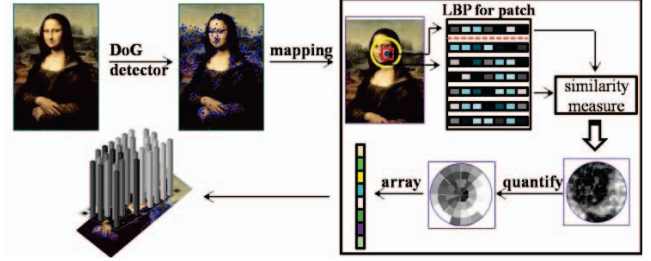 LBP for patch
DoG
detector
mapping
similarity
measure
array
quantify